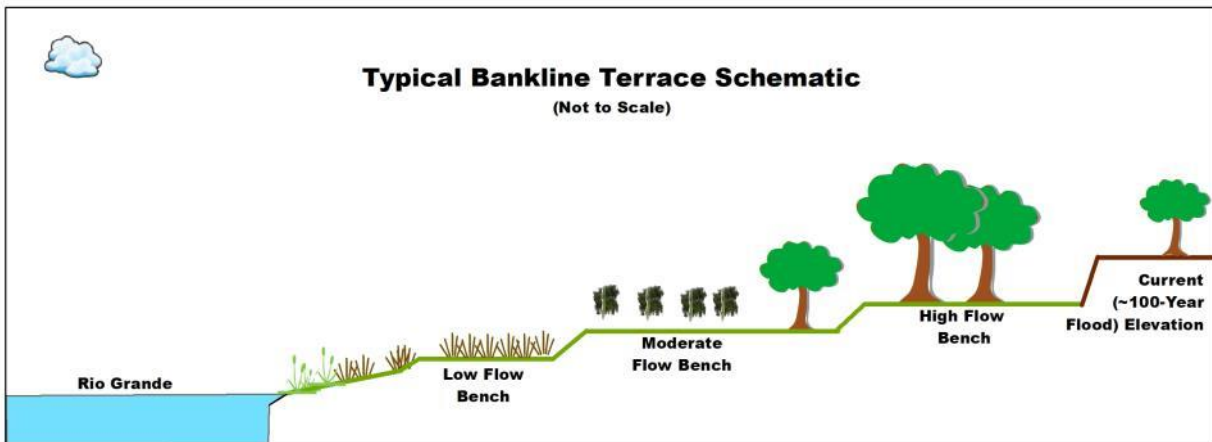 Typical Bankline Terrace Schematic
(Not to Scale)
Rio Grande
Low Flow
Bench
Moderate
Flow Bench
High Flow
Bench
Current
(~100-Year
Flood) Elevation